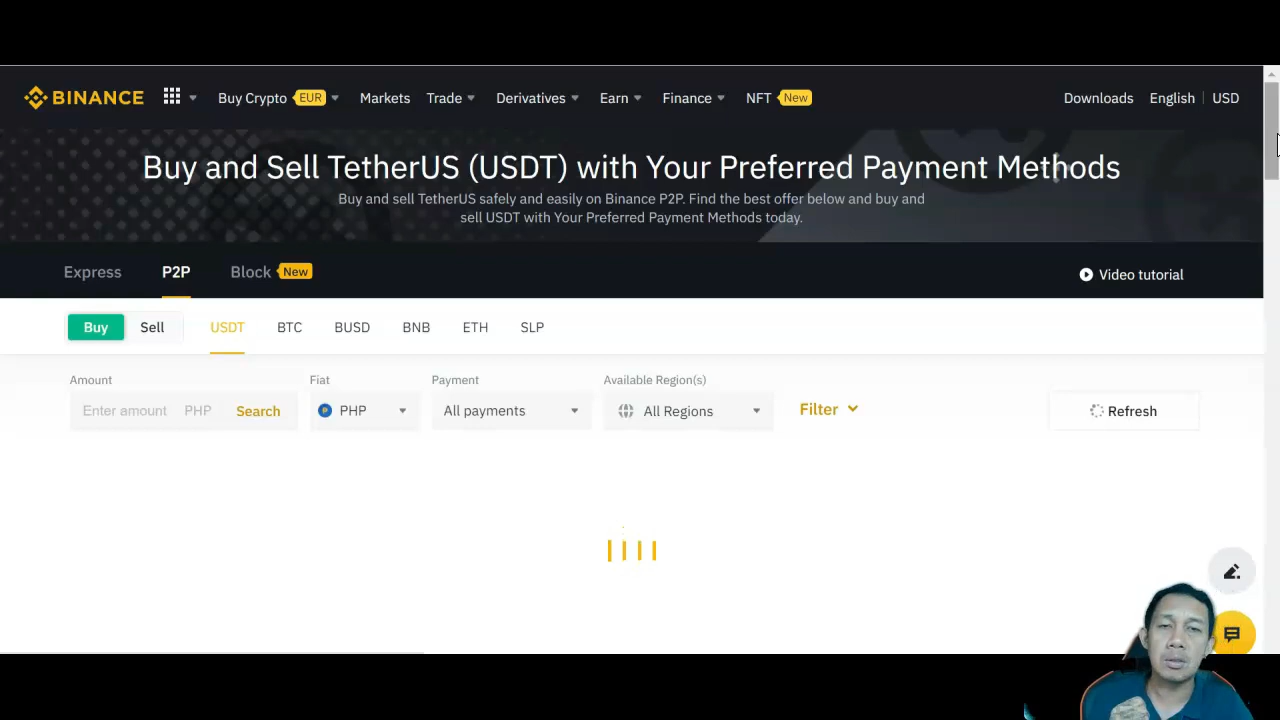 BINANCE Buy Crypto EUR Markets Trade Derivatives Earn Finance NFT New Downloads English USD
Buy and Sell TetherUS (USDT) with Your Preferred Payment Methods
Buy and sell TetherUS safely and easily on Binance P2P. Find the best offer below and buy and
sell USDT with Your Preferred Payment Methods today.
Express P2P Block New Video tutorial
Buy Sell USDT BTC BUSD BNB ETH SLP
Amount Fiat Payment Available Region(s)
Enter amount PHP Search PHP All payments All Regions Filter Refresh